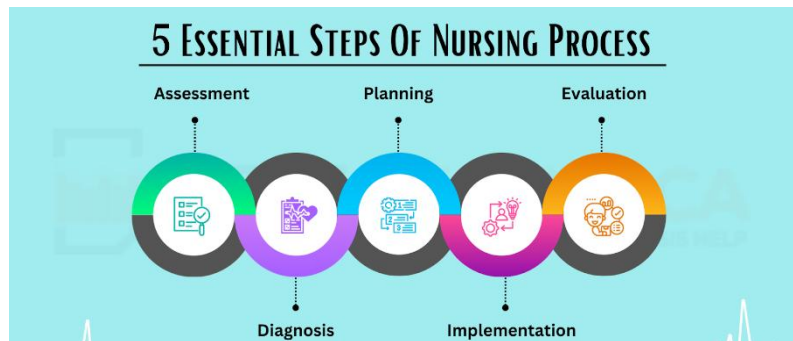 5 ESSENTIAL STEPS OF NURSING PROCESS
Assessment
Planning
Evaluation
Diagnosis
Implementation